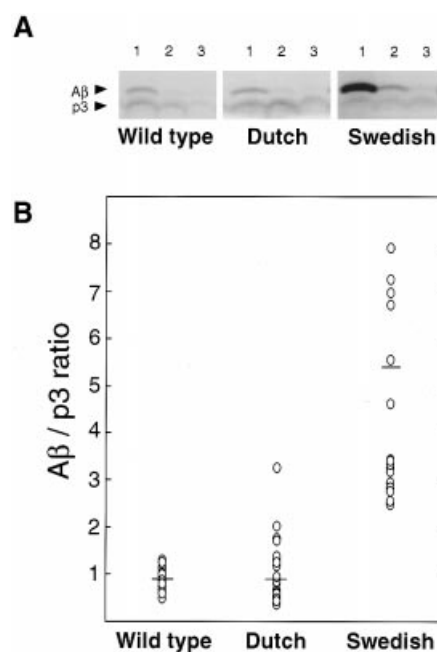 A
1 2 3 1 2 3 1 2 3
Aβ
p3
Wild type Dutch Swedish
B
8
7
6
5
4
3
2
1
Aβ / p3 ratio
Wild type Dutch Swedish